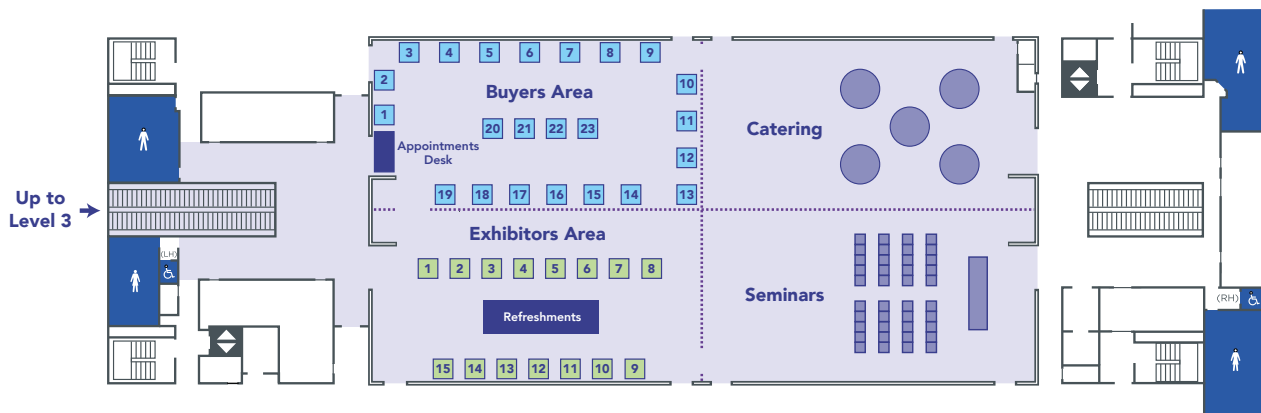 3 4 5 6 7 8 9
2
10
Buyers Area
1
11
20 21 22 23
Catering
Appointments
Desk
12
Up to
Level 3
19 18 17 16 15 14 13
Exhibitors Area
(LH)
1 2 3 4 5 6 7 8
Seminars
(RH)
Refreshments
15 14 13 12 11 10 9